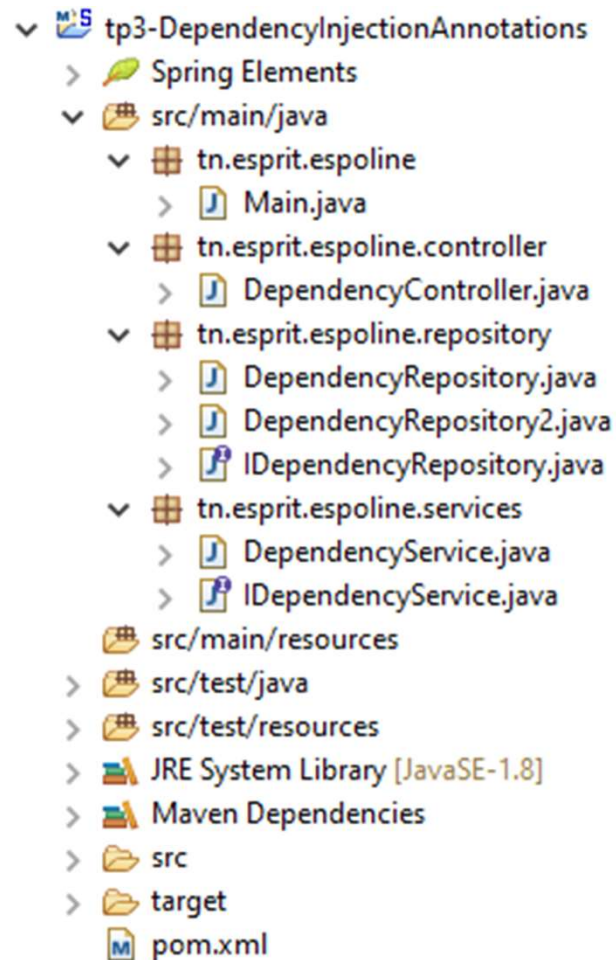 tp3-DependencyInjectionAnnotations
Spring Elements
src/main/java
tn.esprit.espoline
Main.java
tn.esprit.espoline.controller
DependencyController.java
tn.esprit.espoline.repository
DependencyRepository.java
DependencyRepository2.java
IDependencyRepository.java
tn.esprit.espoline.services
DependencyService.java
IDependencyService.java
src/main/resources
src/test/java
src/test/resources
JRE System Library [JavaSE-1.8]
Maven Dependencies
src
target
pom.xml